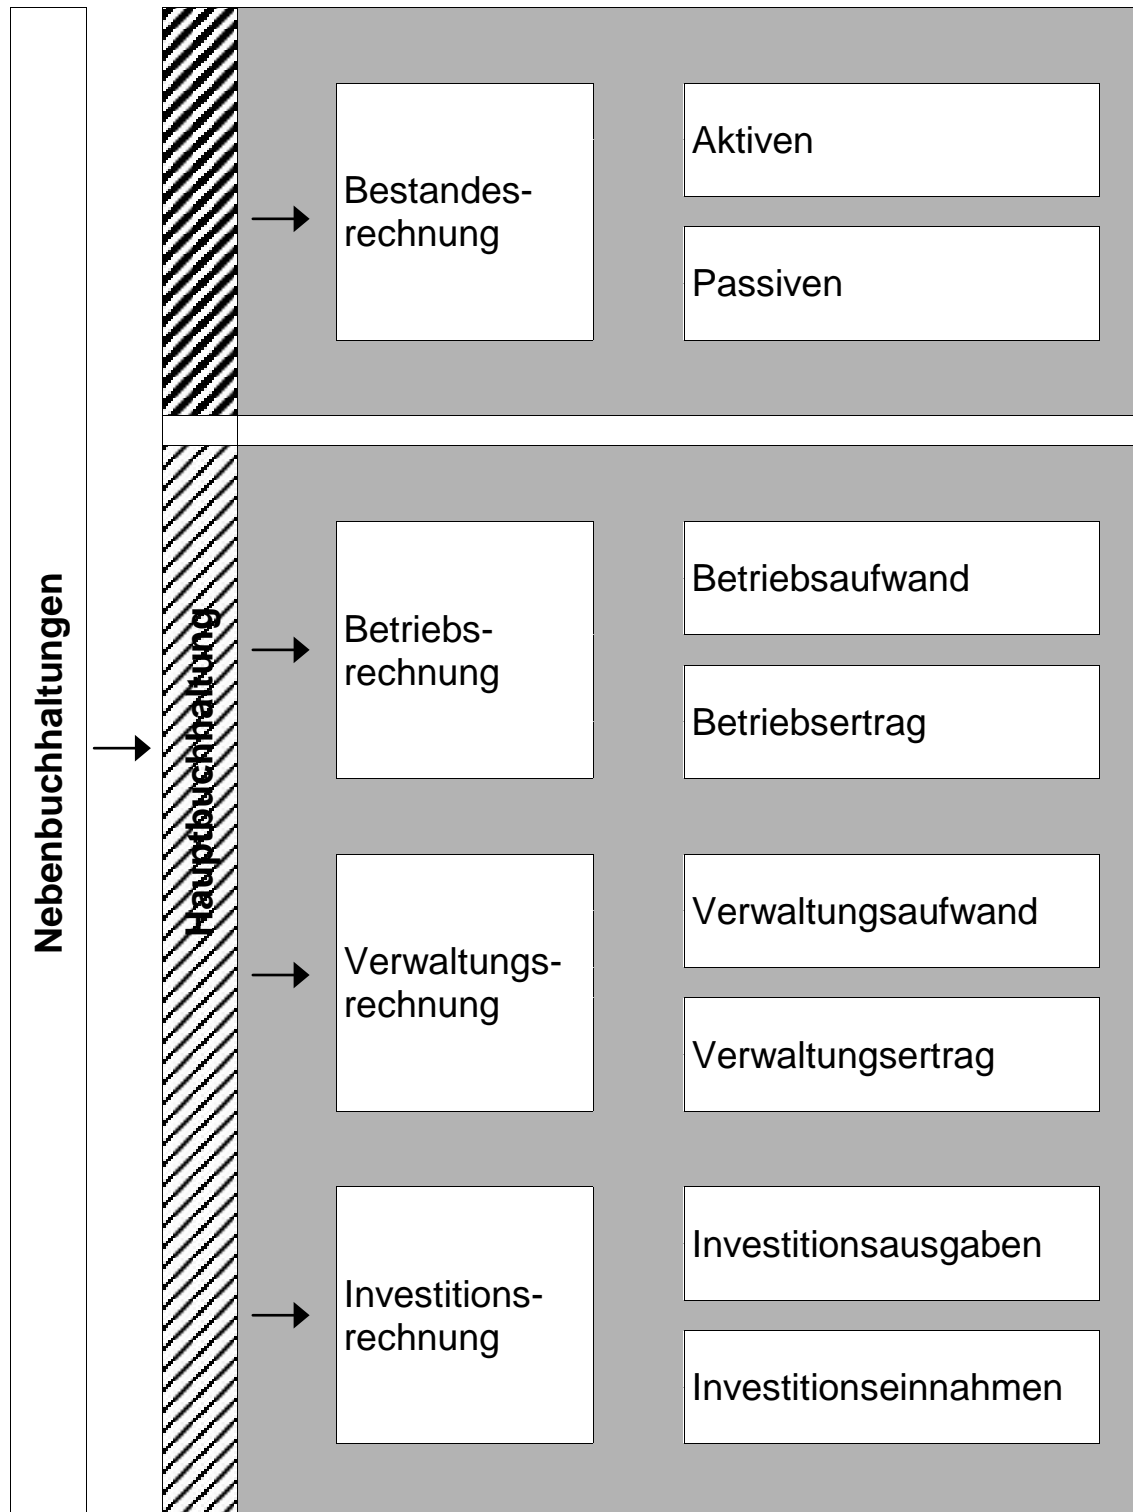 Nebenbuchhaltungen
Hauptbuchhaltung
Bestandes-
rechnung
Aktiven
Passiven
Betriebs-
rechnung
Betriebsaufwand
Betriebsertrag
Verwaltungs-
rechnung
Verwaltungsaufwand
Verwaltungsertrag
Investitions-
rechnung
Investitionsausgaben
Investitionseinnahmen